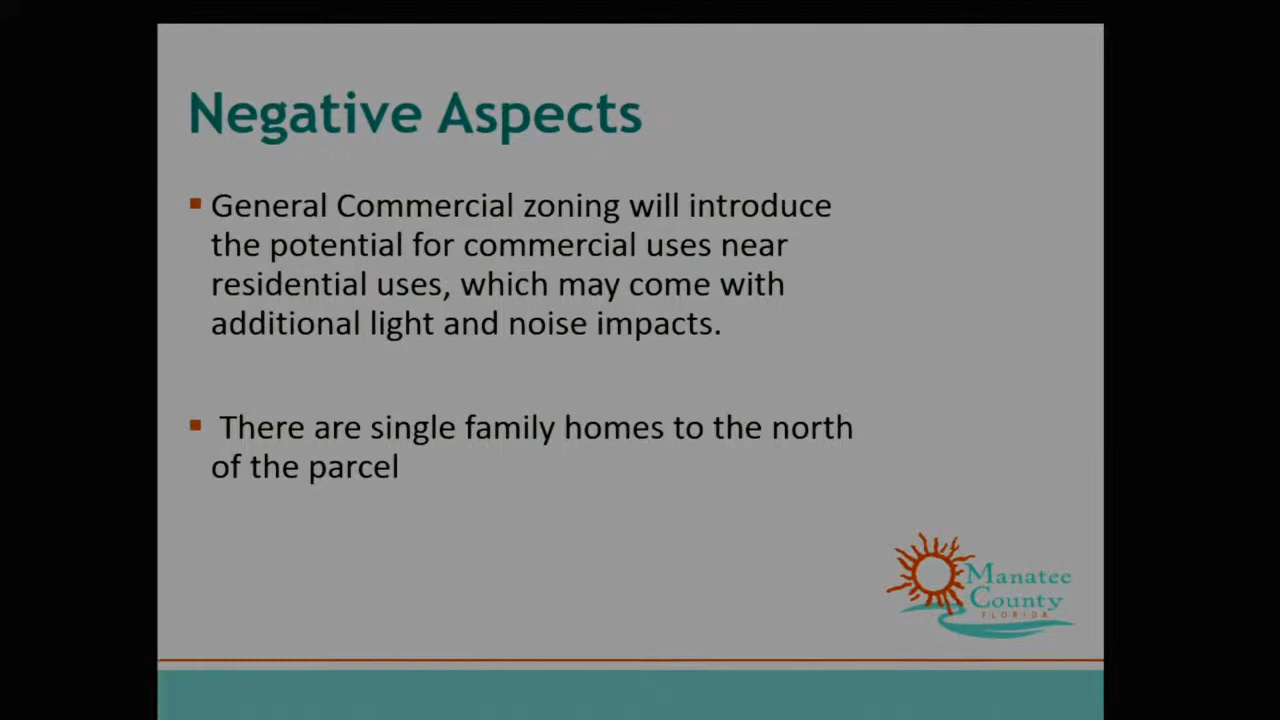 Negative Aspects
General Commercial zoning will introduce
the potential for commercial uses near
residential uses, which may come with
additional light and noise impacts.
There are single family homes to the north
of the parcel
Manatee
County
FLORIDA